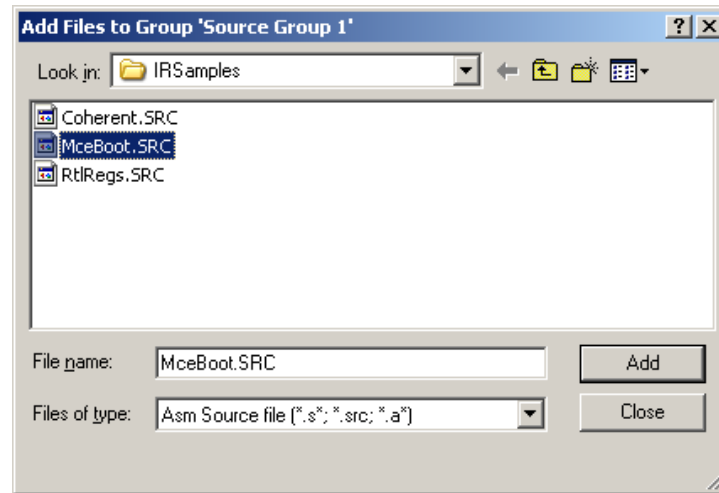 Add Files to Group 'Source Group 1'
Look in: IRSamples
Coherent.SRC
MceBoot.SRC
RtlRegs.SRC
File name: MceBoot.SRC Add
Files of type: Asm Source file (*.s*; *.src; *.a*) Close